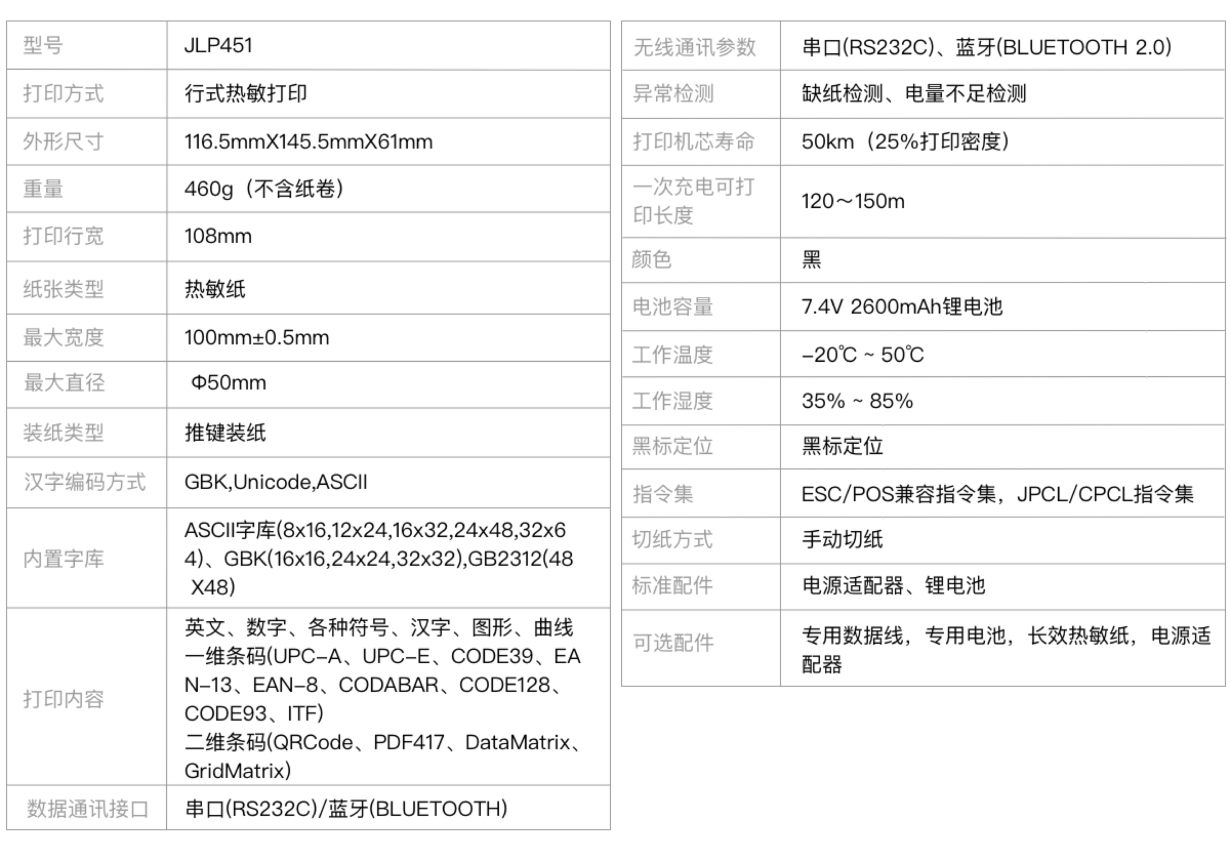 型号 JLP451
打印方式 行式热敏打印
外形尺寸 116.5mmX145.5mmX61mm
重量 460g（不含纸卷）
打印行宽 108mm
纸张类型 热敏纸
最大宽度 100mm±0.5mm
最大直径 Φ50mm
装纸类型 推键装纸
汉字编码方式 GBK,Unicode,ASCII
内置字库 ASCII字库(8x16,12x24,16x32,24x48,32x6
4)、GBK(16x16,24x24,32x32),GB2312(48
X48)
打印内容 英文、数字、各种符号、汉字、图形、曲线
一维条码(UPC-A、UPC-E、CODE39、EA
N-13、EAN-8、CODABAR、CODE128、
CODE93、ITF)
二维条码(QRCode、PDF417、DataMatrix、
GridMatrix)
数据通讯接口 串口(RS232C)/蓝牙(BLUETOOTH)
无线通讯参数 串口(RS232C)、蓝牙(BLUETOOTH 2.0)
异常检测 缺纸检测、电量不足检测
打印机芯寿命 50km（25%打印密度）
一次充电可打
印长度 120～150m
颜色 黑
电池容量 7.4V 2600mAh锂电池
工作温度 -20℃ ~ 50℃
工作湿度 35% ~ 85%
黑标定位 黑标定位
指令集 ESC/POS兼容指令集，JPCL/CPCL指令集
切纸方式 手动切纸
标准配件 电源适配器、锂电池
可选配件 专用数据线，专用电池，长效热敏纸，电源适
配器